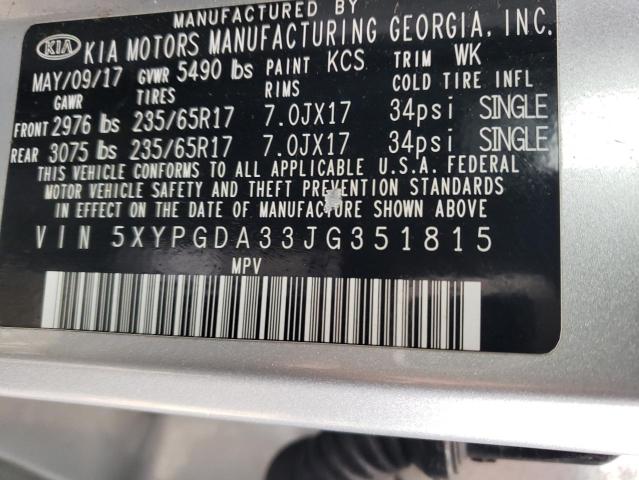 MANUFACTURED BY
KIA KIA MOTORS MANUFACTURING GEORGIA, INC.
MAY/09/17 GVWR 5490 lbs PAINT KCS TRIM WK
GAWR TIRES RIMS COLD TIRE INFL
FRONT 2976 lbs 235/65R17 7.0JX17 34psi SINGLE
REAR 3075 lbs 235/65R17 7.0JX17 34psi SINGLE
THIS VEHICLE CONFORMS TO ALL APPLICABLE U.S.A. FEDERAL
MOTOR VEHICLE SAFETY AND THEFT PREVENTION STANDARDS
IN EFFECT ON THE DATE OF MANUFACTURE SHOWN ABOVE
VIN 5XYPGDA33JG351815
MPV